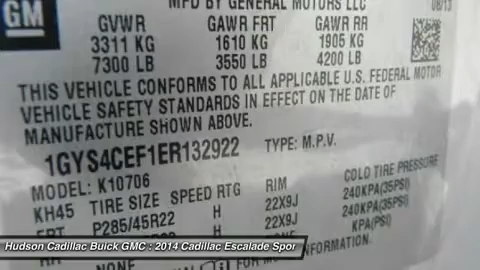 MFD BY GENERAL MOTORS LLC 08/13
GM
GVWR GAWR FRT GAWR RR
3311 KG 1610 KG 1905 KG
7300 LB 3550 LB 4200 LB
THIS VEHICLE CONFORMS TO ALL APPLICABLE U.S. FEDERAL MOTOR
VEHICLE SAFETY STANDARDS IN EFFECT ON THE DATE OF
MANUFACTURE SHOWN ABOVE.
1GYS4CEF1ER132922 TYPE: M.P.V.
MODEL: K10706
KH45 TIRE SIZE SPEED RTG RIM COLD TIRE PRESSURE
FRT P285/45R22 H 22X9J 240KPA(35PSI)
H 22X9J 240KPA(35PSI)
NONE KPA(PSI)
FOR MORE INFORMATION
Hudson Cadillac Buick GMC : 2014 Cadillac Escalade Spor